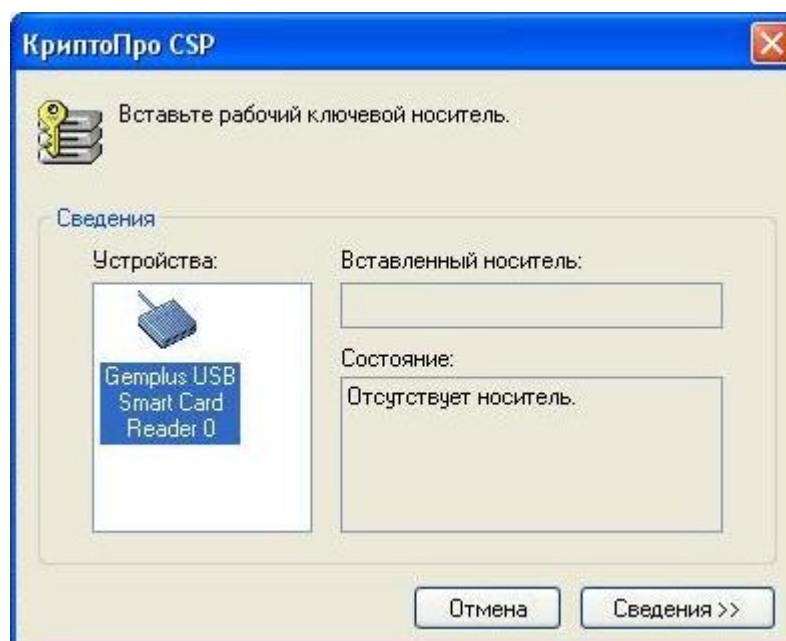 КриптоПро CSP
Вставьте рабочий ключевой носитель.
Сведения
Устройства:
Gemplus USB
Smart Card
Reader 0
Вставленный носитель:
Состояние:
Отсутствует носитель.
Отмена
Сведения >>